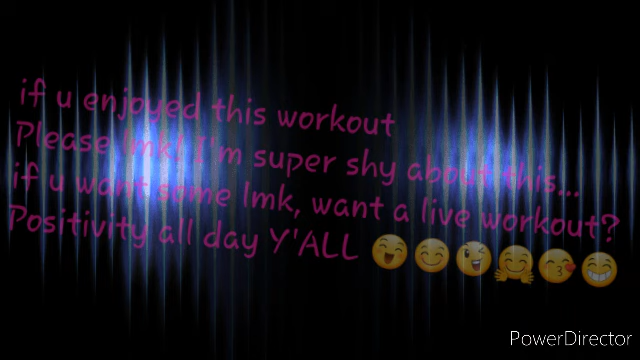 if u enjoyed this workout
Please lmk! I'm super shy about this...
if u want some lmk, want a live workout?
Positivity all day Y'ALL 😄😊😉🤗😘😁
PowerDirector